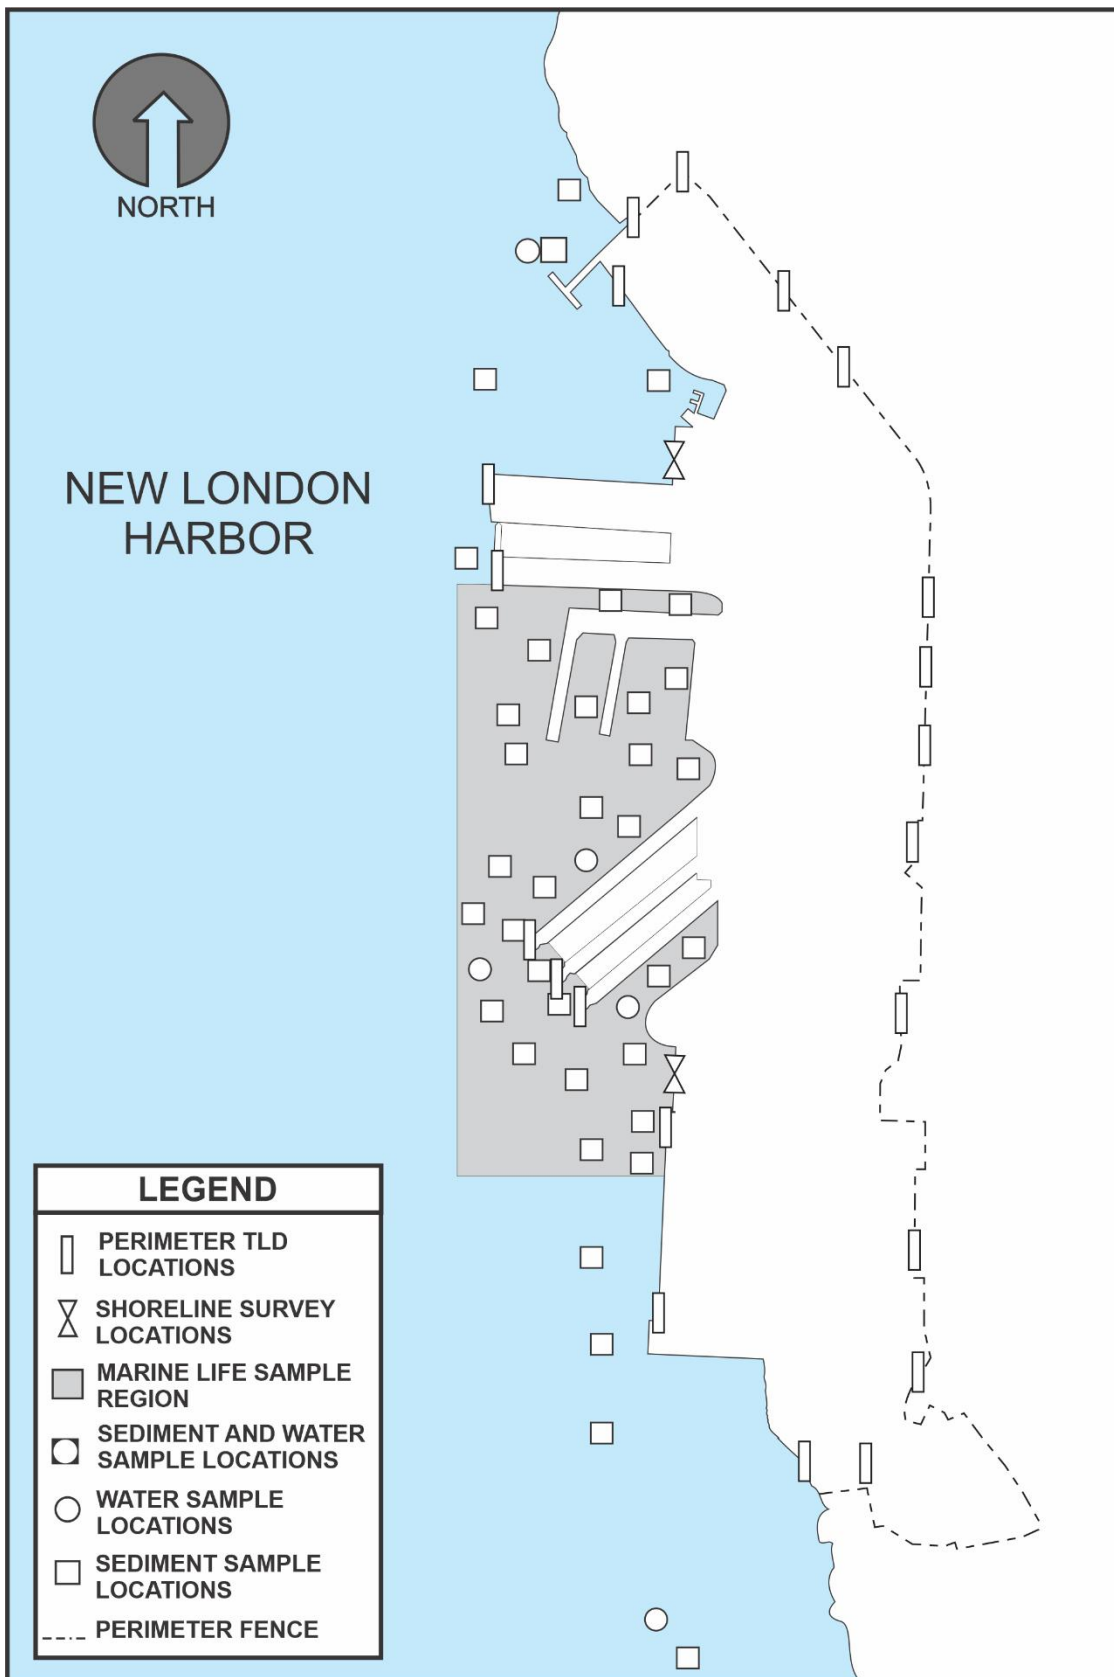 NORTH
NEW LONDON
HARBOR
LEGEND
PERIMETER TLD
LOCATIONS
SHORELINE SURVEY
LOCATIONS
MARINE LIFE SAMPLE
REGION
SEDIMENT AND WATER
SAMPLE LOCATIONS
WATER SAMPLE
LOCATIONS
SEDIMENT SAMPLE
LOCATIONS
PERIMETER FENCE